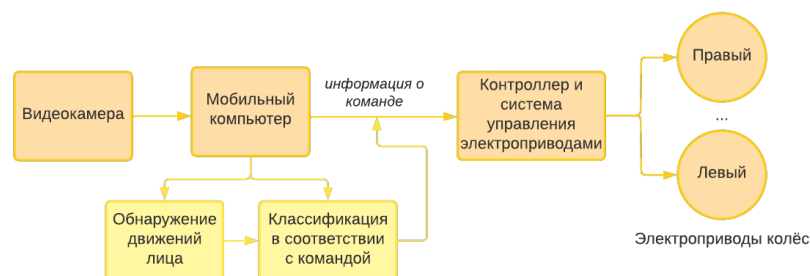 Видеокамера
Мобильный
компьютер
информация о
команде
Контроллер и
система
управления
электроприводами
Правый
...
Левый
Электроприводы колёс
Обнаружение
движений
лица
Классификация
в соответствии
с командой